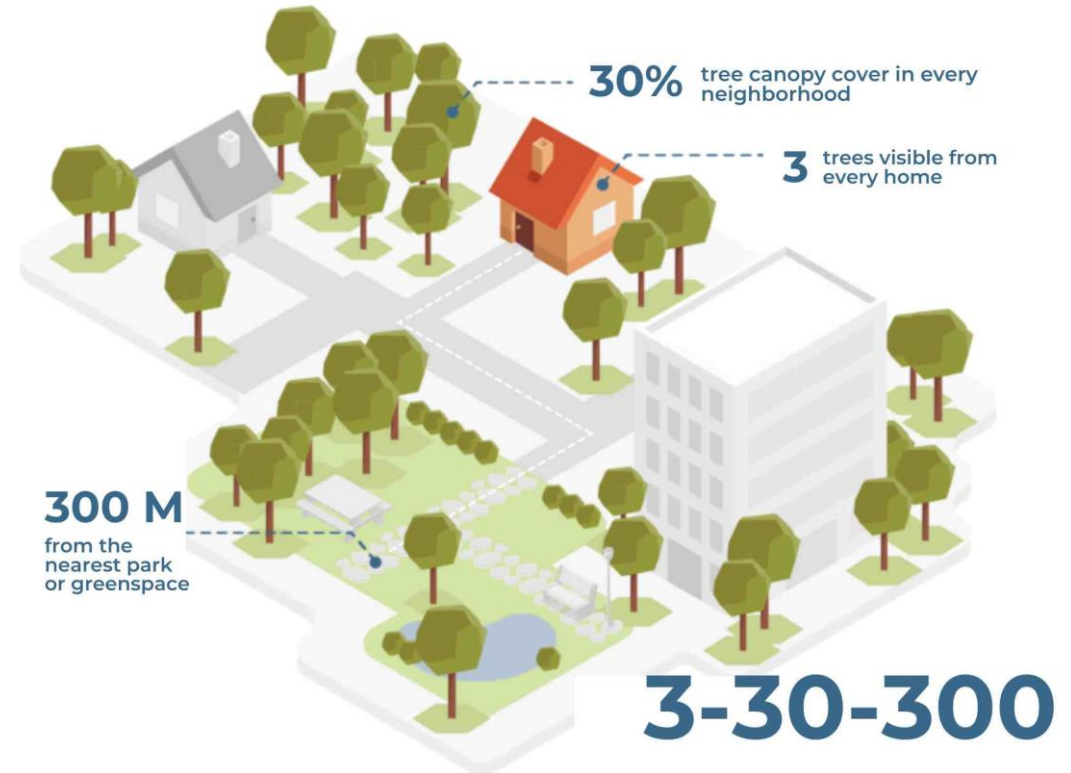 30%
tree canopy cover in every
neighborhood
3
trees visible from
every home
300 M
from the
nearest park
or greenspace
3-30-300